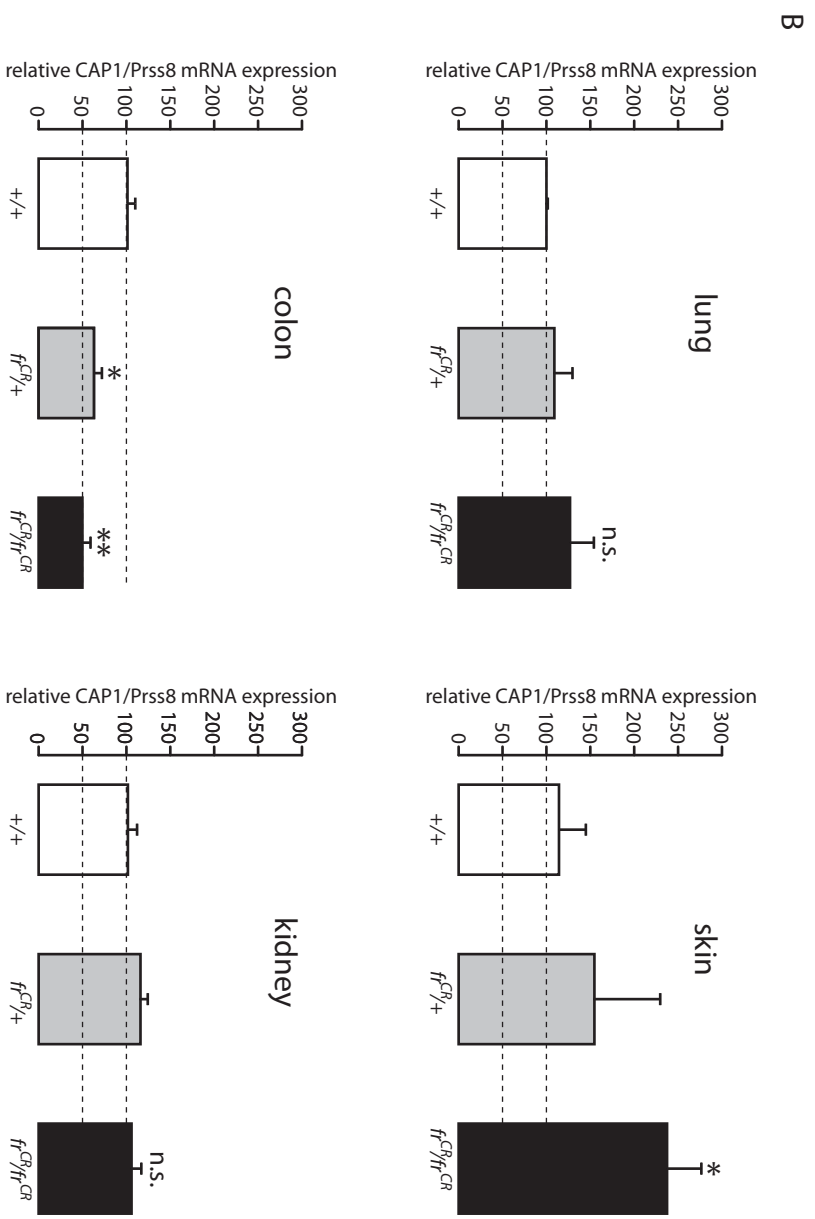 B
lung
relative CAP1/Prss8 mRNA expression
300
250
200
150
100
50
0
n.s.
+/+
fr^CR/+
fr^CR/fr^CR
skin
relative CAP1/Prss8 mRNA expression
300
250
200
150
100
50
0
*
+/+
fr^CR/+
fr^CR/fr^CR
colon
relative CAP1/Prss8 mRNA expression
300
250
200
150
100
50
0
*
**
+/+
fr^CR/+
fr^CR/fr^CR
kidney
relative CAP1/Prss8 mRNA expression
300
250
200
150
100
50
0
n.s.
+/+
fr^CR/+
fr^CR/fr^CR